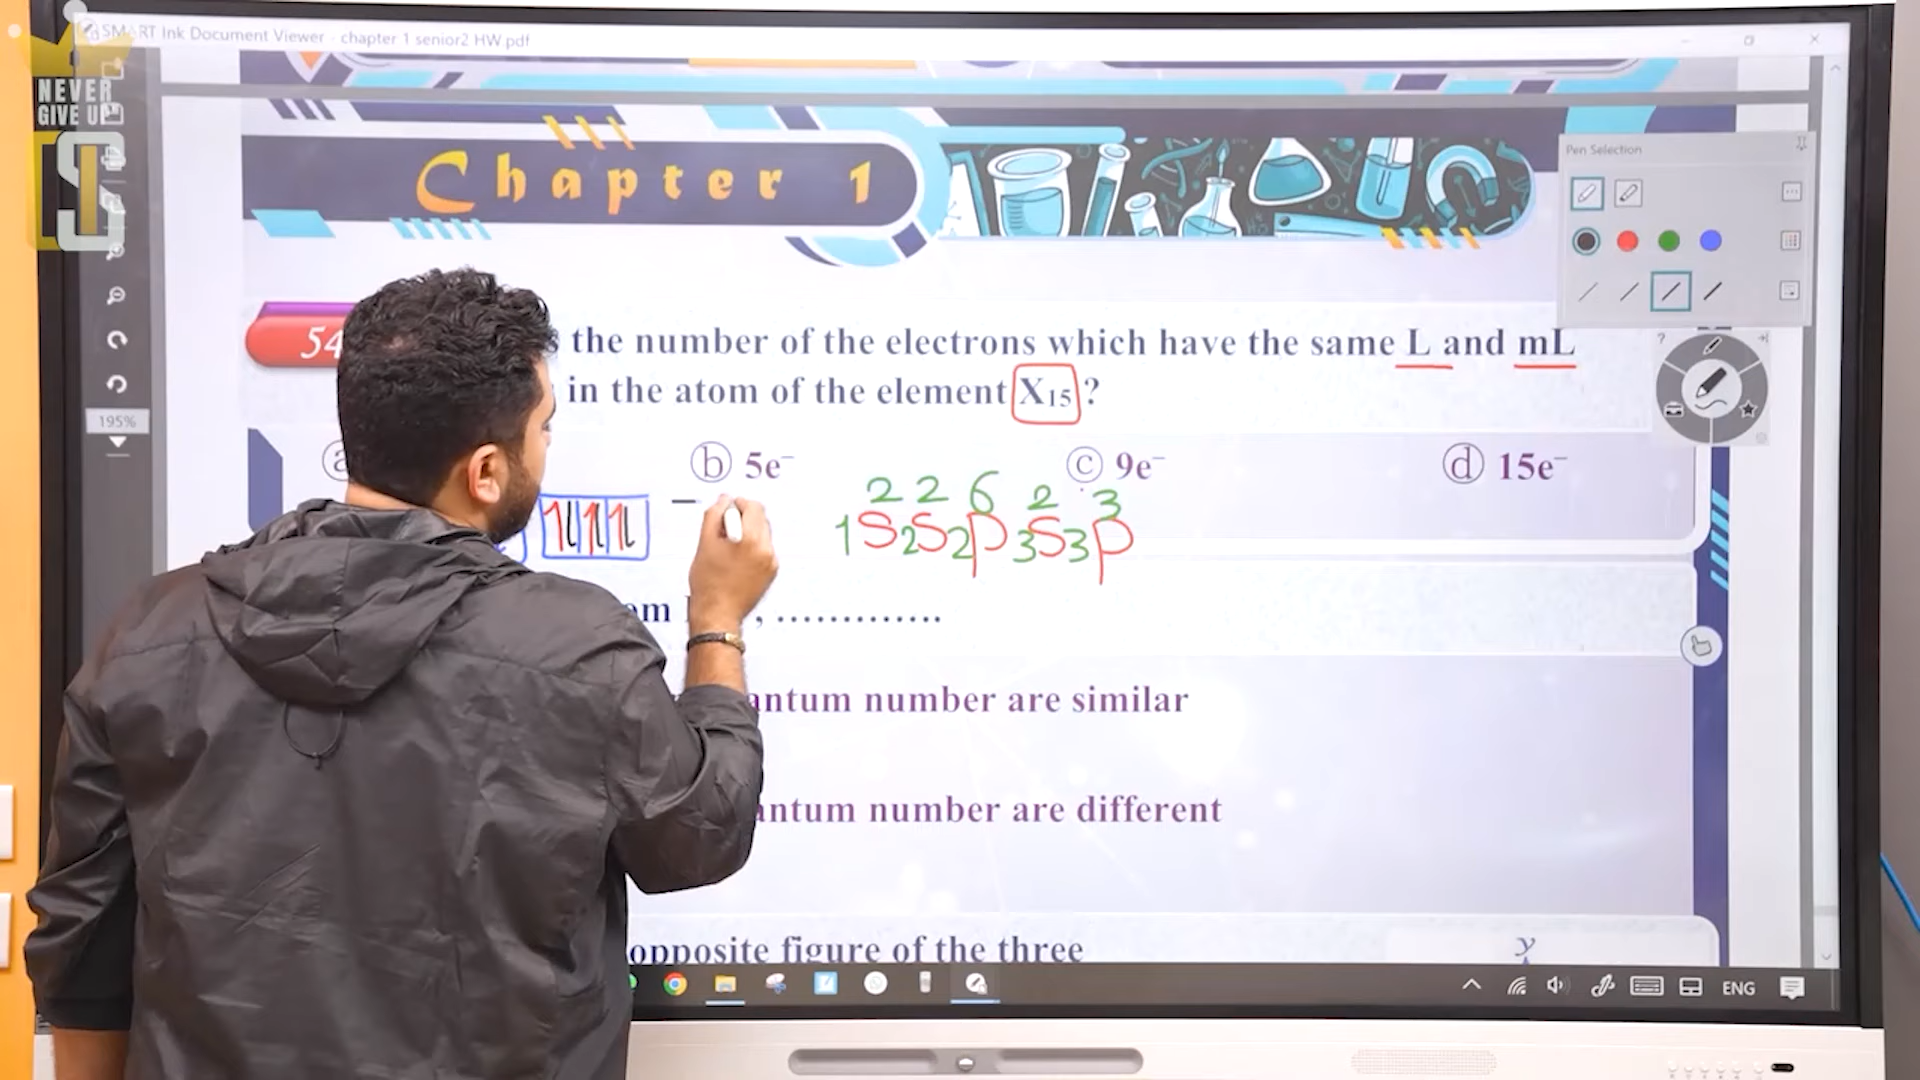 SMART Ink Document Viewer - chapter 1 senior2 HW.pdf
NEVER
GIVE UP
Chapter 1
Pen Selection
54
the number of the electrons which have the same L and mL
in the atom of the element X15 ?
195%
b 5e⁻
c 9e⁻
d 15e⁻
1s² 2s² 2p⁶ 3s² 3p³
, .............
antum number are similar
antum number are different
opposite figure of the three
y
ENG